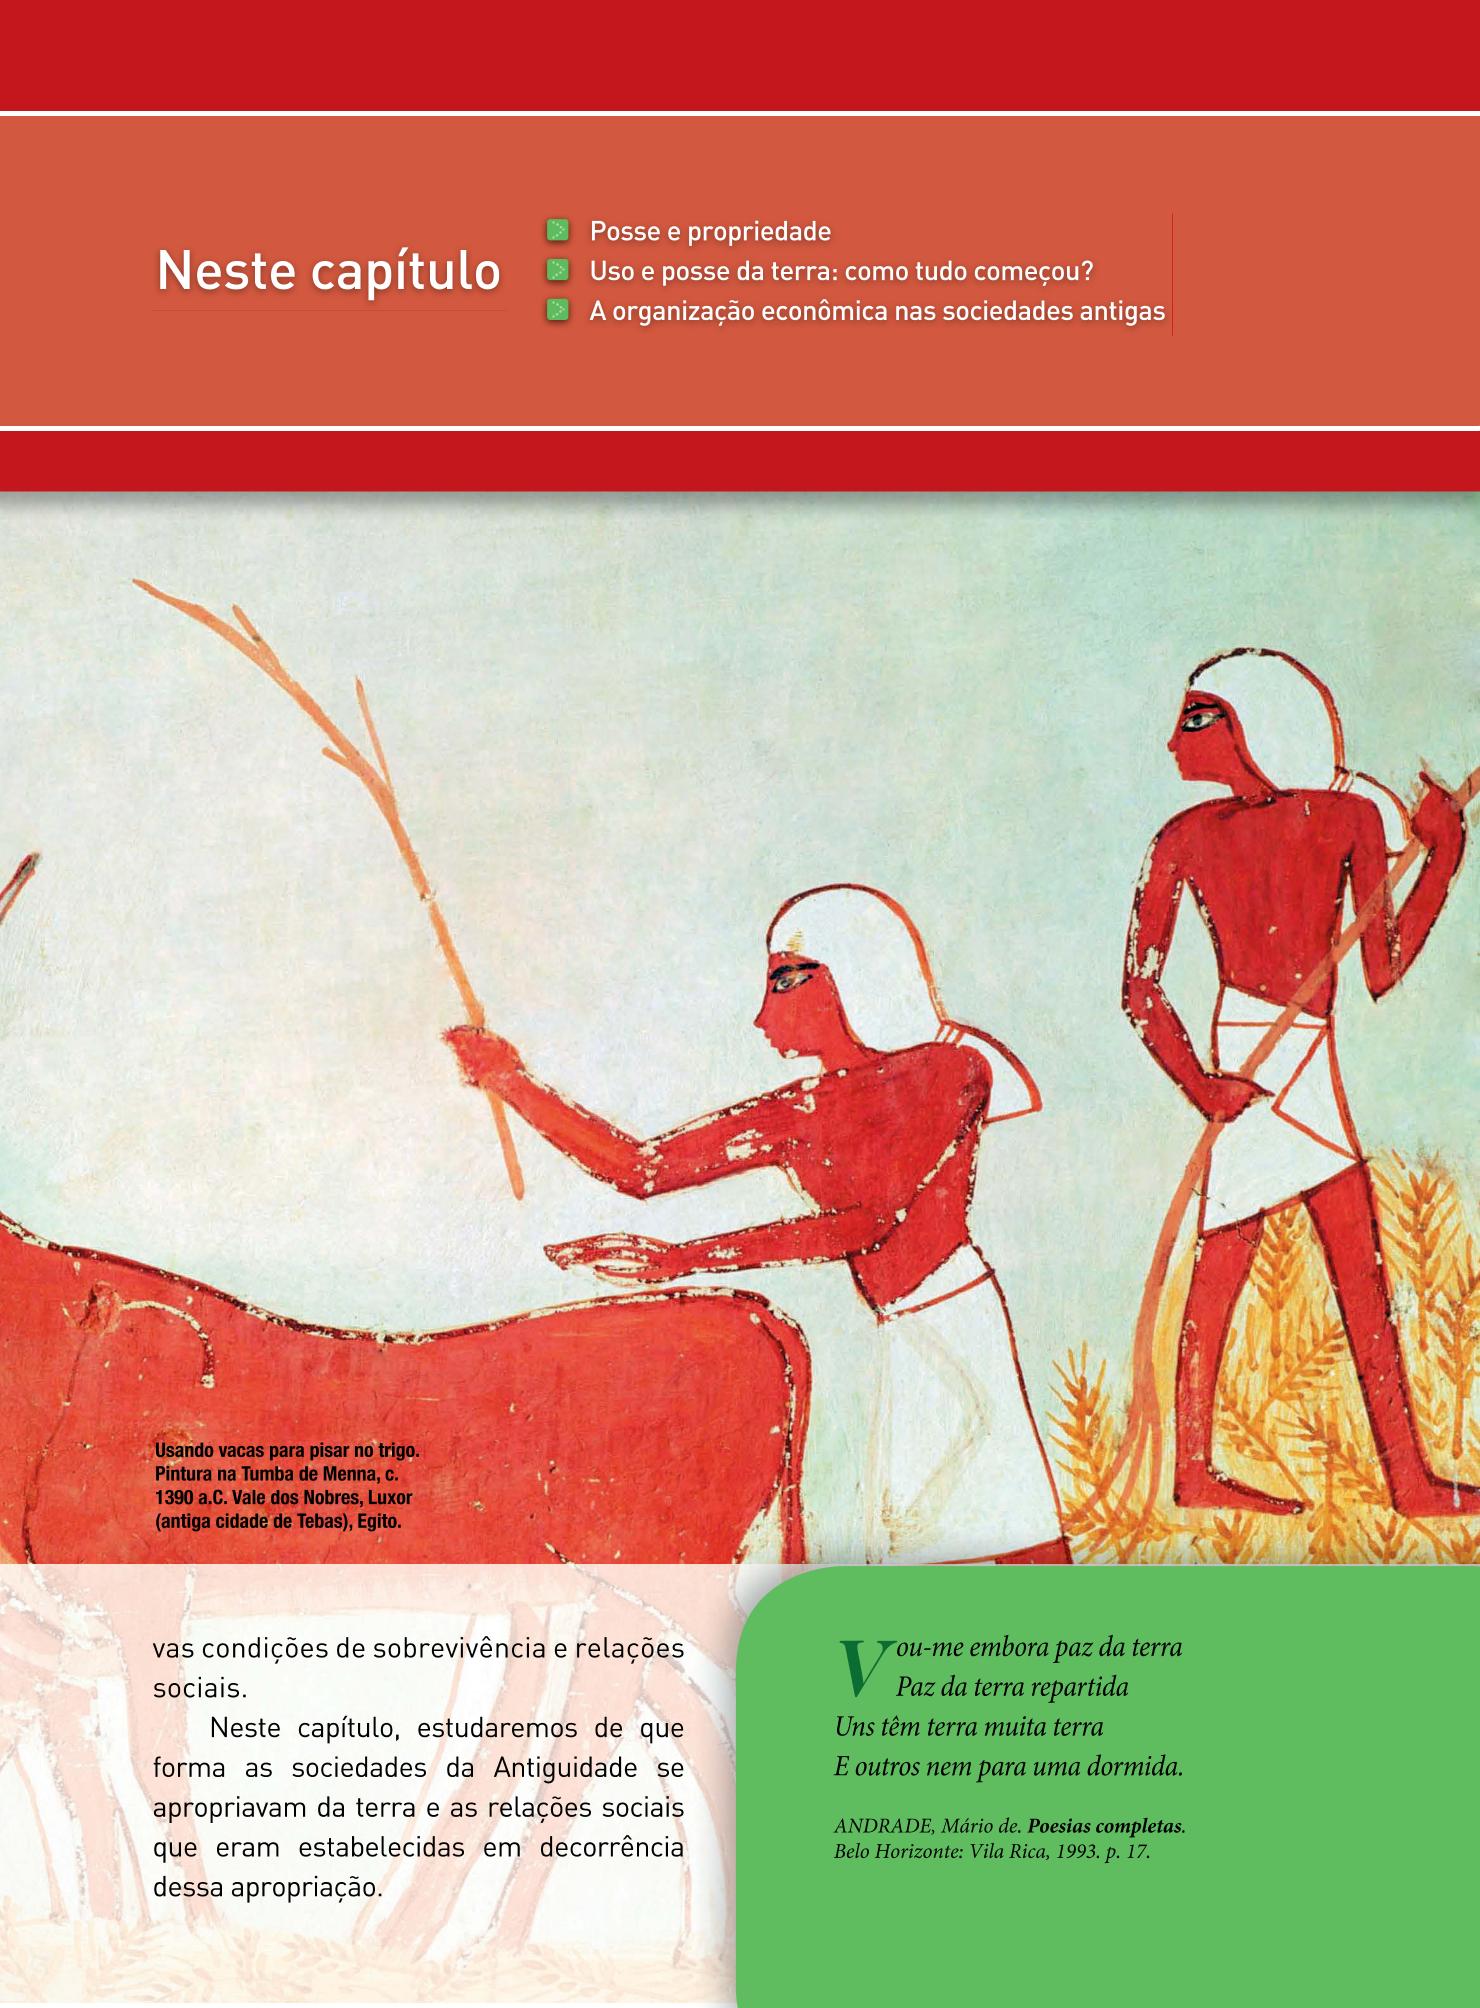 Neste capítulo
Posse e propriedade
Uso e posse da terra: como tudo começou?
A organização econômica nas sociedades antigas
Usando vacas para pisar no trigo.
Pintura na Tumba de Menna, c.
1390 a.C. Vale dos Nobres, Luxor
(antiga cidade de Tebas), Egito.
vas condições de sobrevivência e relações
sociais.
Neste capítulo, estudaremos de que
forma as sociedades da Antiguidade se
apropriavam da terra e as relações sociais
que eram estabelecidas em decorrência
dessa apropriação.
Vou-me embora paz da terra
Paz da terra repartida
Uns têm terra muita terra
E outros nem para uma dormida.
ANDRADE, Mário de. Poesias completas.
Belo Horizonte: Vila Rica, 1993. p. 17.